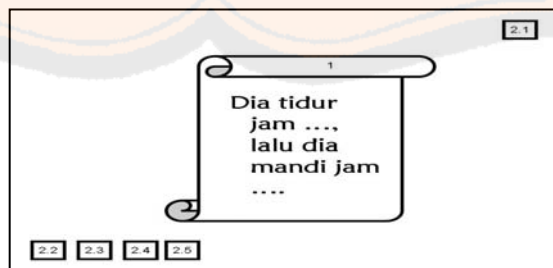 2.1
1
Dia tidur
jam ...,
lalu dia
mandi jam
....
2.2 2.3 2.4 2.5